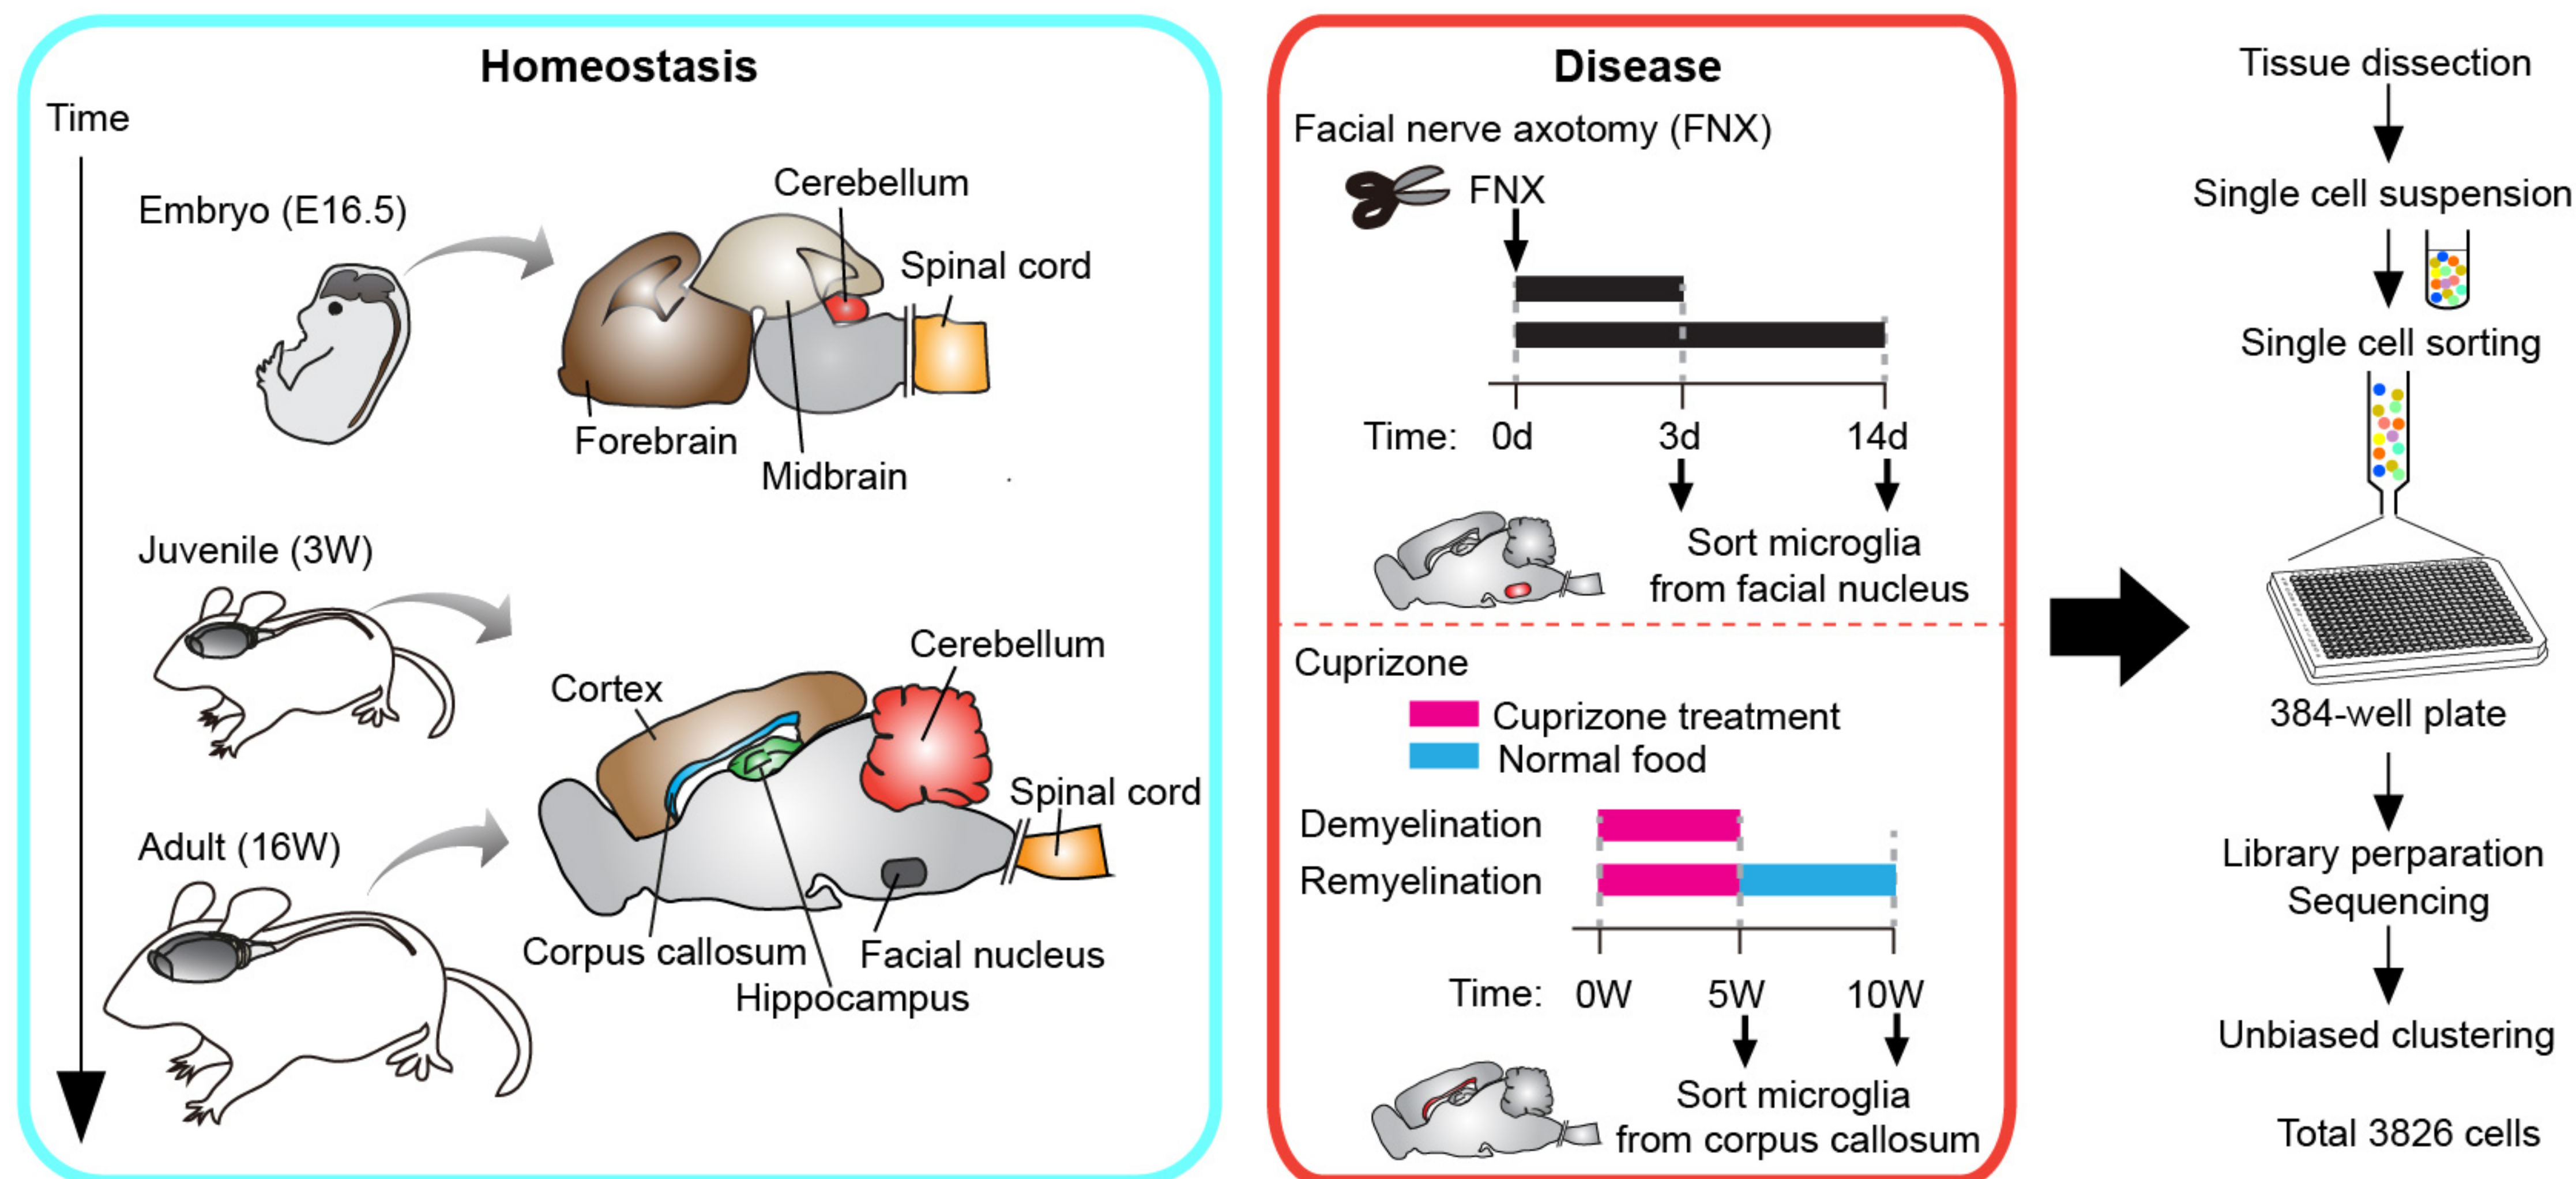 Homeostasis
Time
Embryo (E16.5)
Cerebellum
Spinal cord
Forebrain
Midbrain
Juvenile (3W)
Adult (16W)
Cortex
Cerebellum
Spinal cord
Corpus callosum
Facial nucleus
Hippocampus
Disease
Facial nerve axotomy (FNX)
FNX
Time: 0d 3d 14d
Sort microglia
from facial nucleus
Cuprizone
Cuprizone treatment
Normal food
Demyelination
Remyelination
Time: 0W 5W 10W
Sort microglia
from corpus callosum
Tissue dissection
Single cell suspension
Single cell sorting
384-well plate
Library perparation
Sequencing
Unbiased clustering
Total 3826 cells